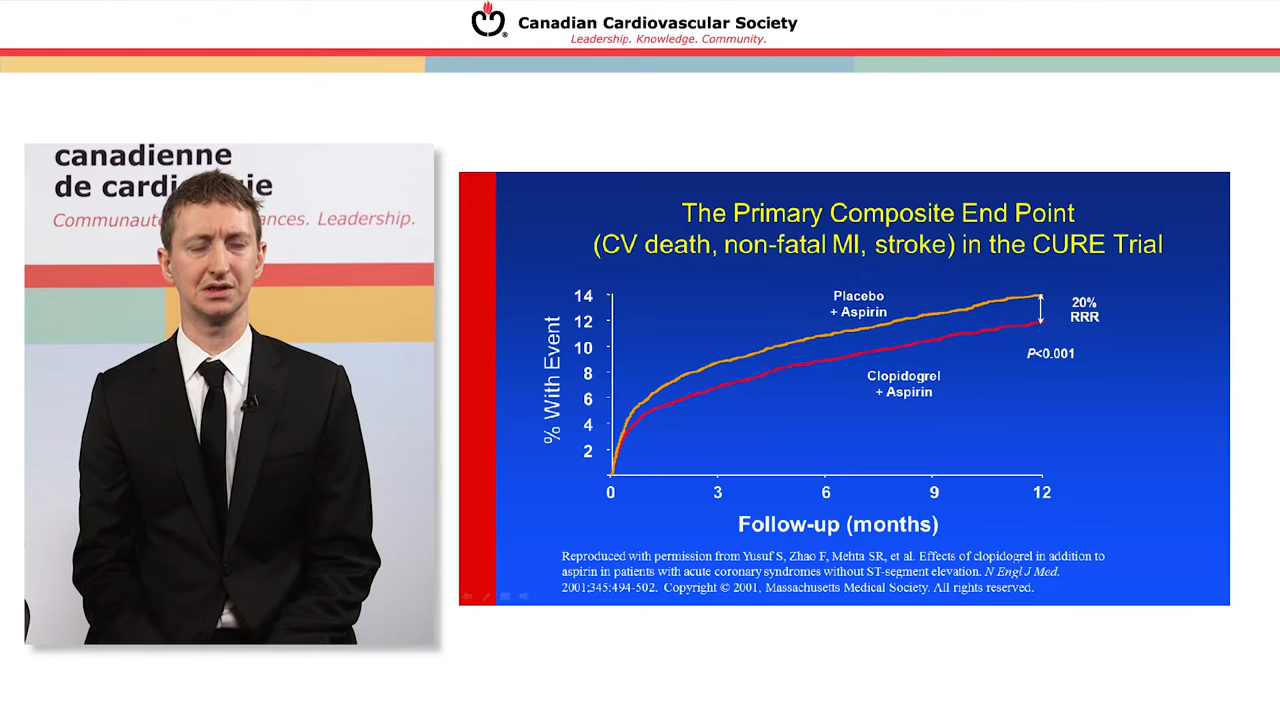 Canadian Cardiovascular Society
Leadership. Knowledge. Community.
canadienne
de card
ie
Communaut
ances. Leadership.
The Primary Composite End Point
(CV death, non-fatal MI, stroke) in the CURE Trial
% With Event
14
12
10
8
6
4
2
Placebo
+ Aspirin
20%
RRR
P<0.001
Clopidogrel
+ Aspirin
0 3 6 9 12
Follow-up (months)
Reproduced with permission from Yusuf S, Zhao F, Mehta SR, et al. Effects of clopidogrel in addition to
aspirin in patients with acute coronary syndromes without ST-segment elevation. N Engl J Med.
2001;345:494-502. Copyright © 2001, Massachusetts Medical Society. All rights reserved.